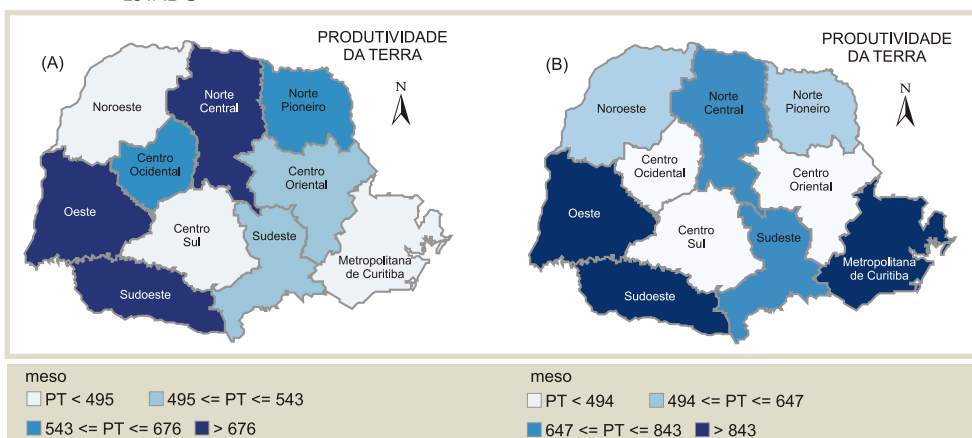 PRODUTIVIDADE
DA TERRA
(A)
N
Noroeste
Norte
Central
Norte
Pioneiro
Centro
Ocidental
Centro
Oriental
Oeste
Centro
Sul
Sudeste
Metropolitana
de Curitiba
Sudoeste
PRODUTIVIDADE
DA TERRA
(B)
N
Noroeste
Norte
Central
Norte
Pioneiro
Centro
Ocidental
Centro
Oriental
Oeste
Centro
Sul
Sudeste
Metropolitana
de Curitiba
Sudoeste
meso
PT < 495 495 <= PT <= 543
543 <= PT <= 676 > 676
meso
PT < 494 494 <= PT <= 647
647 <= PT <= 843 > 843